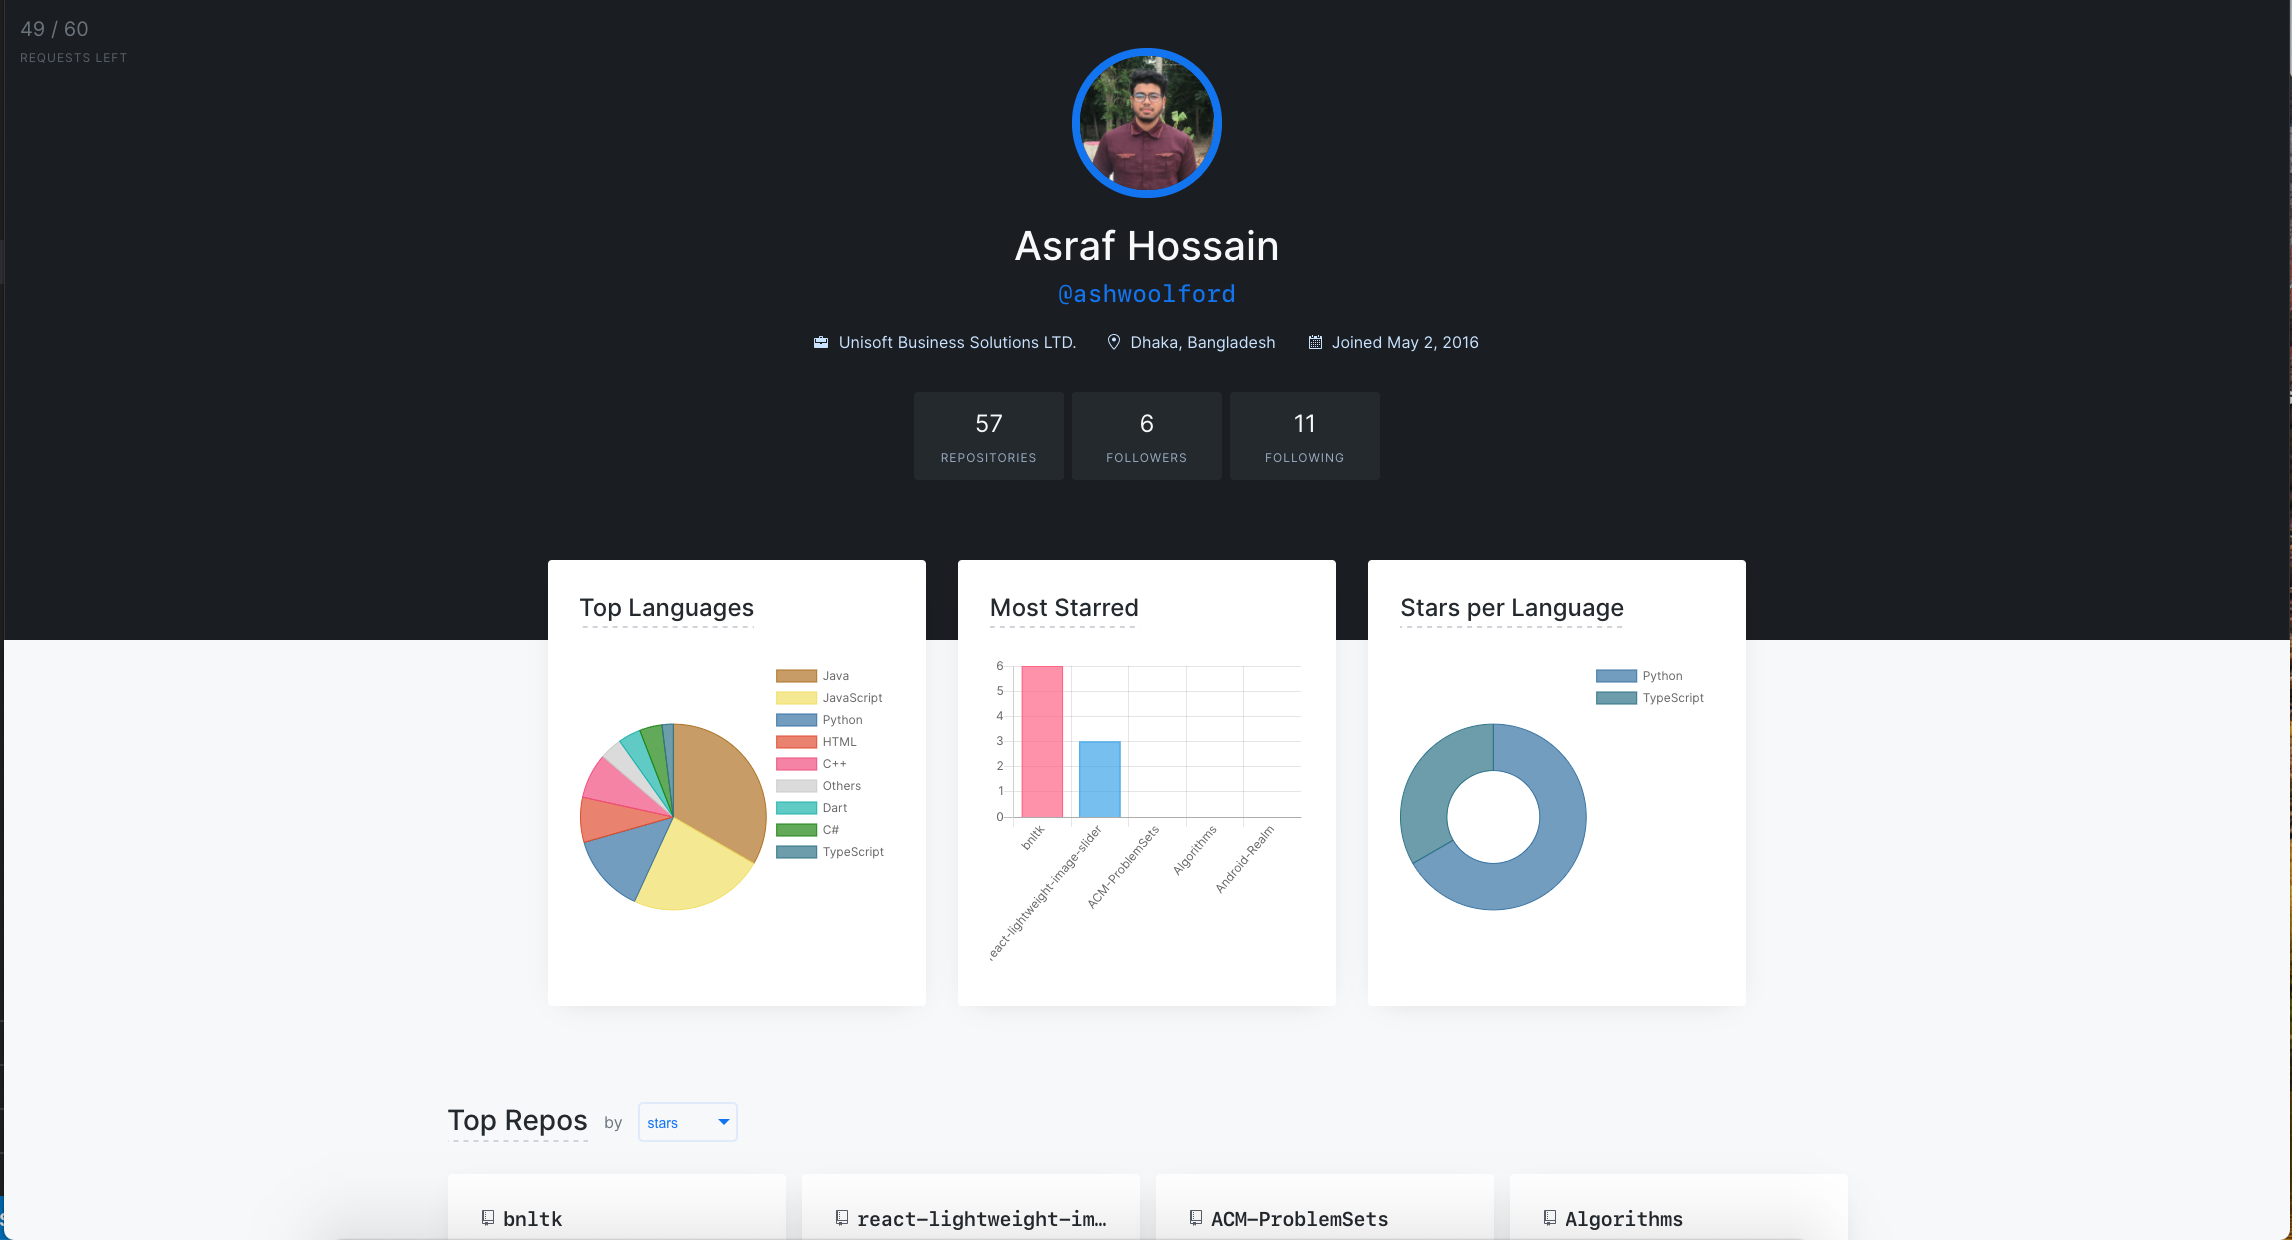 49 / 60
REQUESTS LEFT
Asraf Hossain
@ashwoolford
Unisoft Business Solutions LTD. Dhaka, Bangladesh Joined May 2, 2016
57 6 11
REPOSITORIES FOLLOWERS FOLLOWING
Top Languages
Java
JavaScript
Python
HTML
C++
Others
Dart
C#
TypeScript
Most Starred
6
5
4
3
2
1
0
bnltk
react-lightweight-image-slider
ACM-ProblemSets
Algorithms
Android-Realm
Stars per Language
Python
TypeScript
Top Repos by stars
bnltk
react-lightweight-im…
ACM-ProblemSets
Algorithms